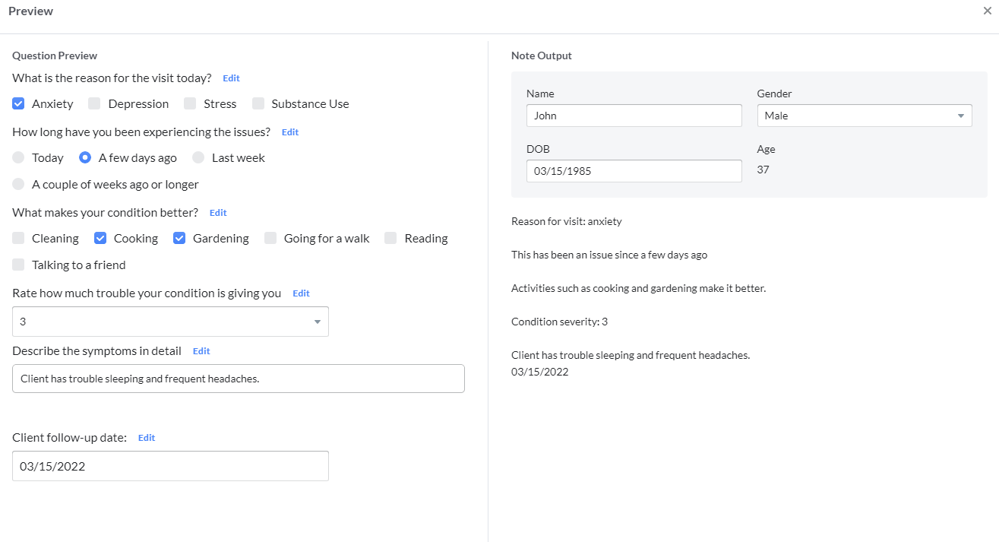 Preview
Question Preview
What is the reason for the visit today? Edit
Anxiety Depression Stress Substance Use
How long have you been experiencing the issues? Edit
Today A few days ago Last week
A couple of weeks ago or longer
What makes your condition better? Edit
Cleaning Cooking Gardening Going for a walk Reading
Talking to a friend
Rate how much trouble your condition is giving you Edit
3
Describe the symptoms in detail Edit
Client has trouble sleeping and frequent headaches.
Client follow-up date: Edit
03/15/2022
Note Output
Name Gender
John Male
DOB Age
03/15/1985 37
Reason for visit: anxiety
This has been an issue since a few days ago
Activities such as cooking and gardening make it better.
Condition severity: 3
Client has trouble sleeping and frequent headaches.
03/15/2022